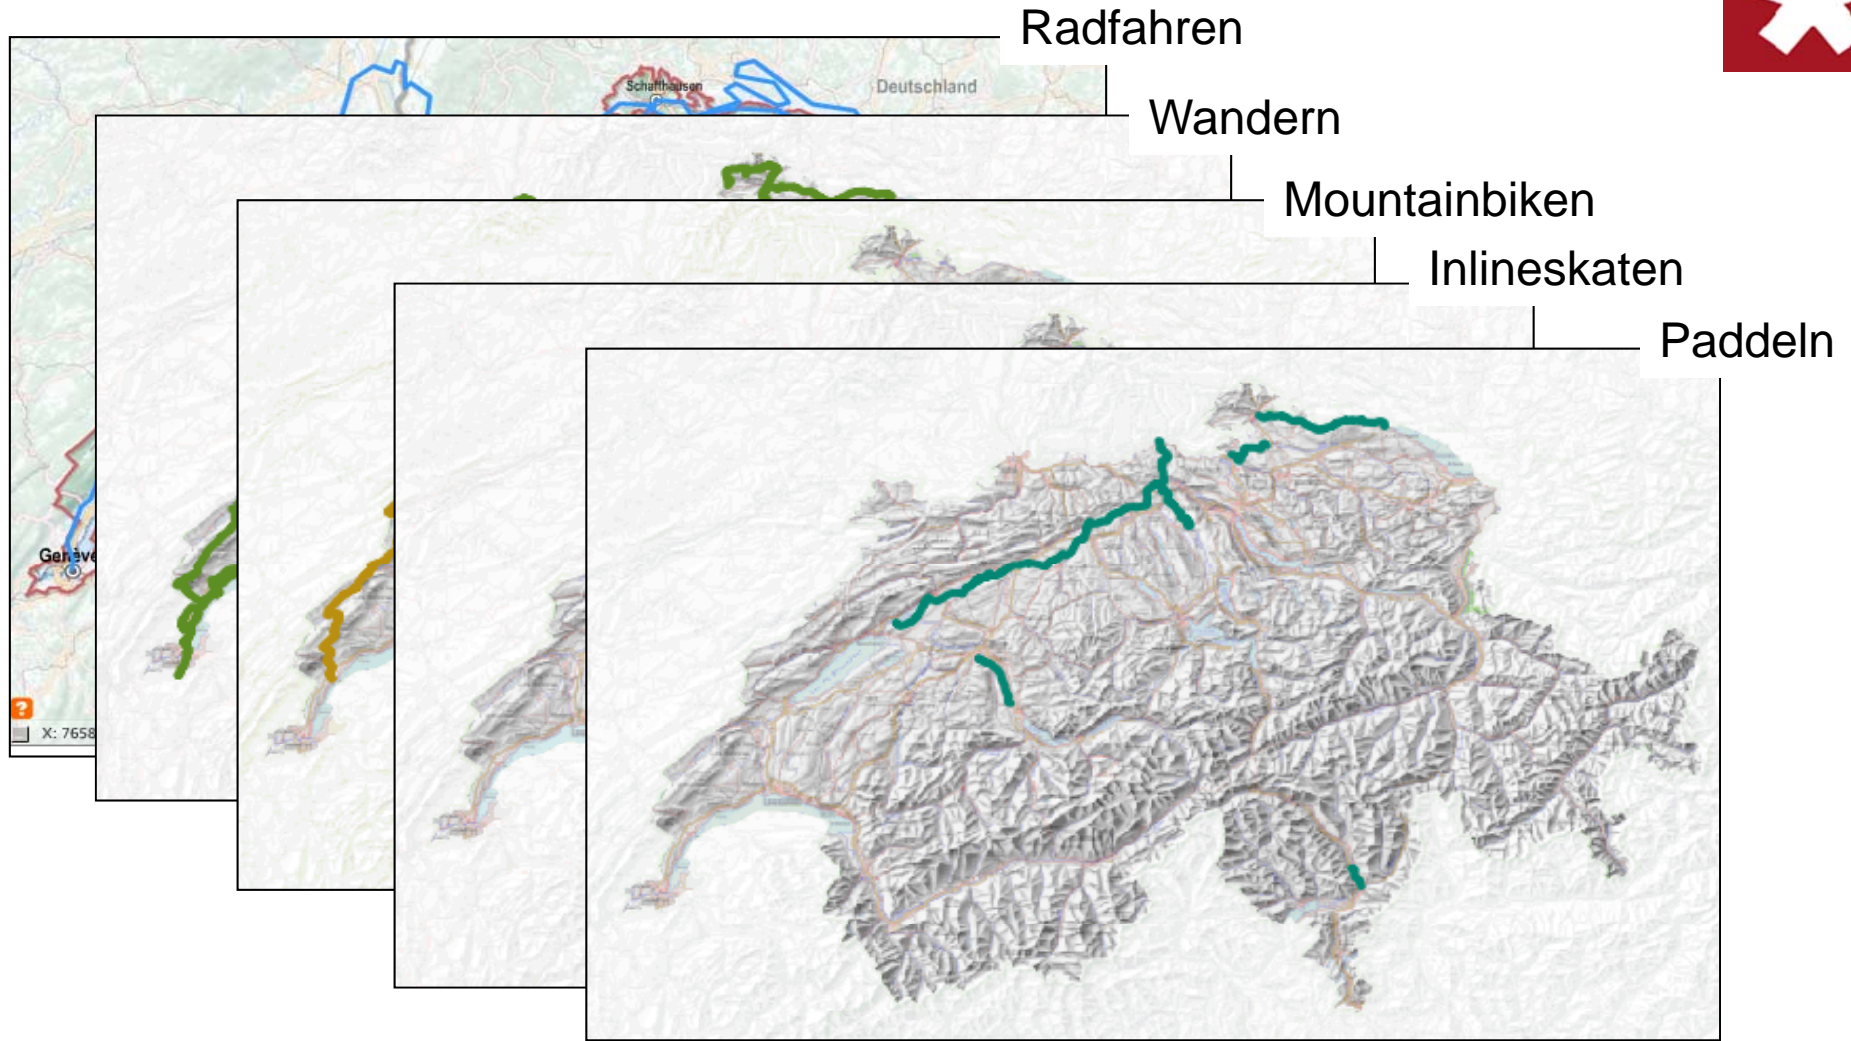 Radfahren
Schaffhausen
Deutschland
Wandern
Mountainbiken
Inlineskaten
Paddeln
Genève
X: 7658